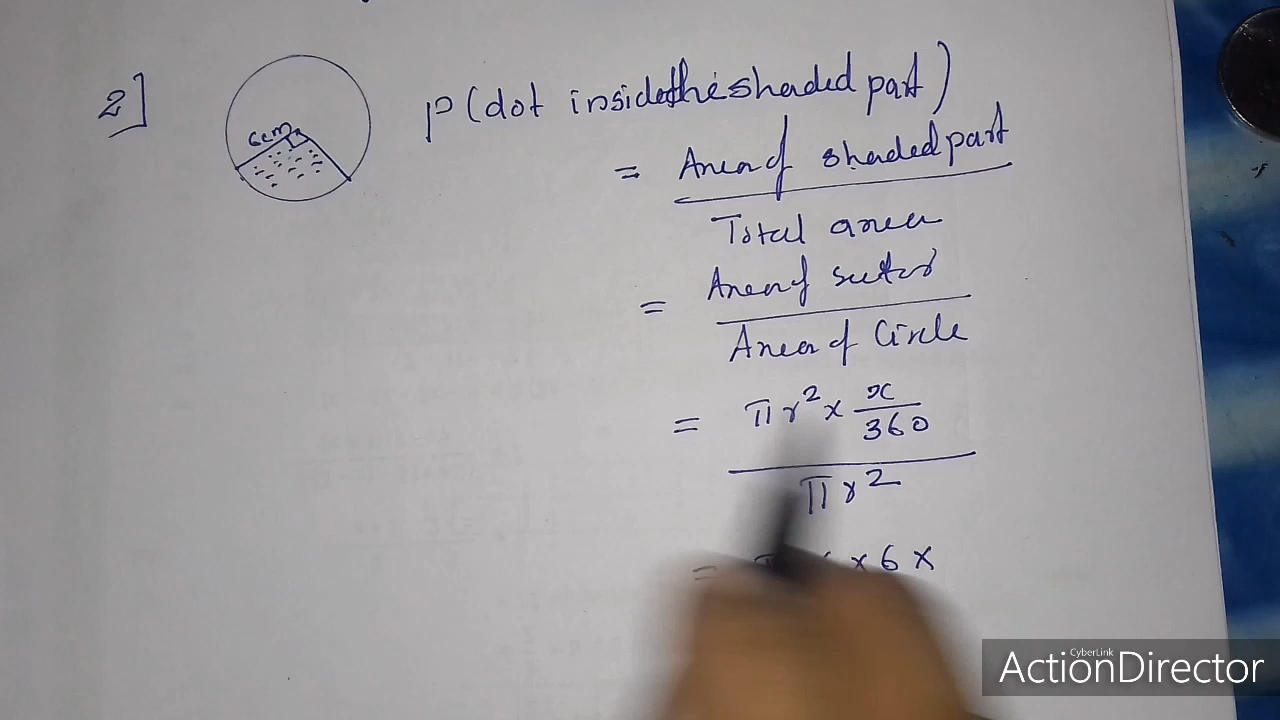 2]
6cm
P(dot inside the shaded part)
= Area of shaded part
Total area
= Area of sector
Area of Circle
= πr² × x/360
πr²
= × 6 ×
CyberLink
ActionDirector